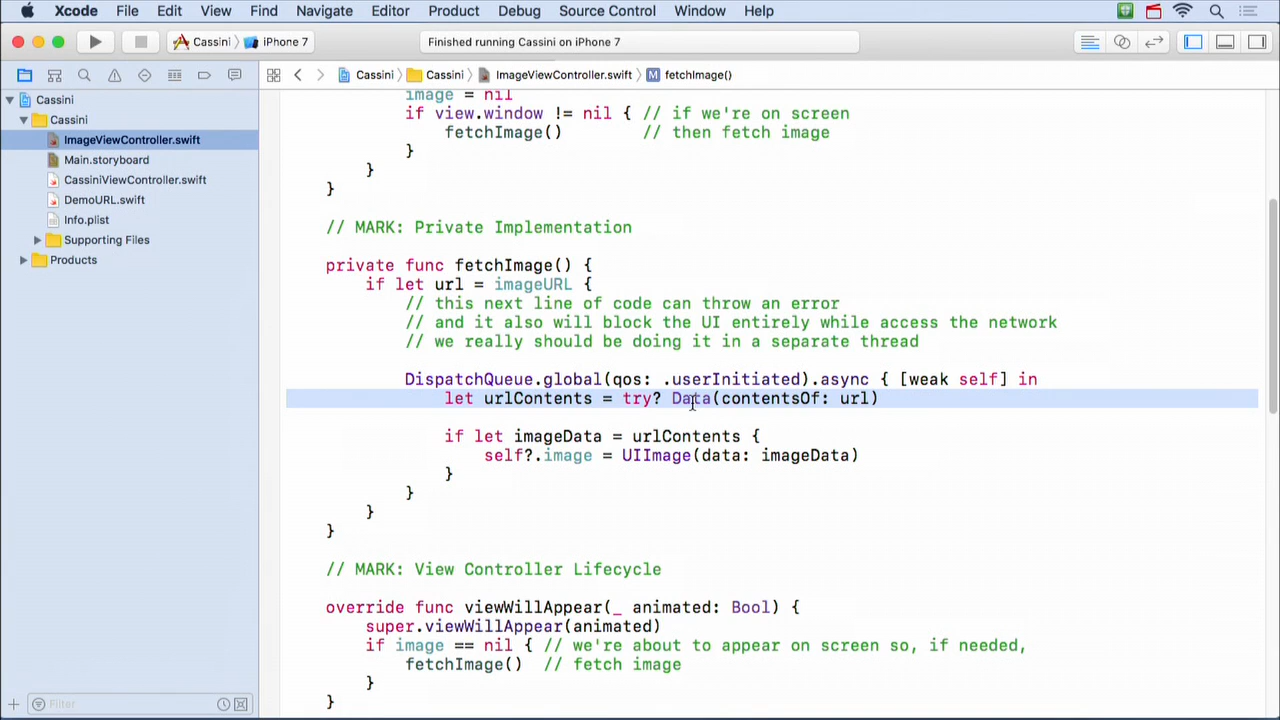 Xcode File Edit View Find Navigate Editor Product Debug Source Control Window Help
Cassini iPhone 7 Finished running Cassini on iPhone 7
Cassini Cassini ImageViewController.swift M fetchImage()
Cassini
Cassini
ImageViewController.swift
Main.storyboard
CassiniViewController.swift
DemoURL.swift
Info.plist
Supporting Files
Products
Filter
image = nil
if view.window != nil { // if we're on screen
fetchImage() // then fetch image
}
}
}
// MARK: Private Implementation
private func fetchImage() {
if let url = imageURL {
// this next line of code can throw an error
// and it also will block the UI entirely while access the network
// we really should be doing it in a separate thread
DispatchQueue.global(qos: .userInitiated).async { [weak self] in
let urlContents = try? Data(contentsOf: url)
if let imageData = urlContents {
self?.image = UIImage(data: imageData)
}
}
}
}
// MARK: View Controller Lifecycle
override func viewWillAppear(_ animated: Bool) {
super.viewWillAppear(animated)
if image == nil { // we're about to appear on screen so, if needed,
fetchImage() // fetch image
}
}